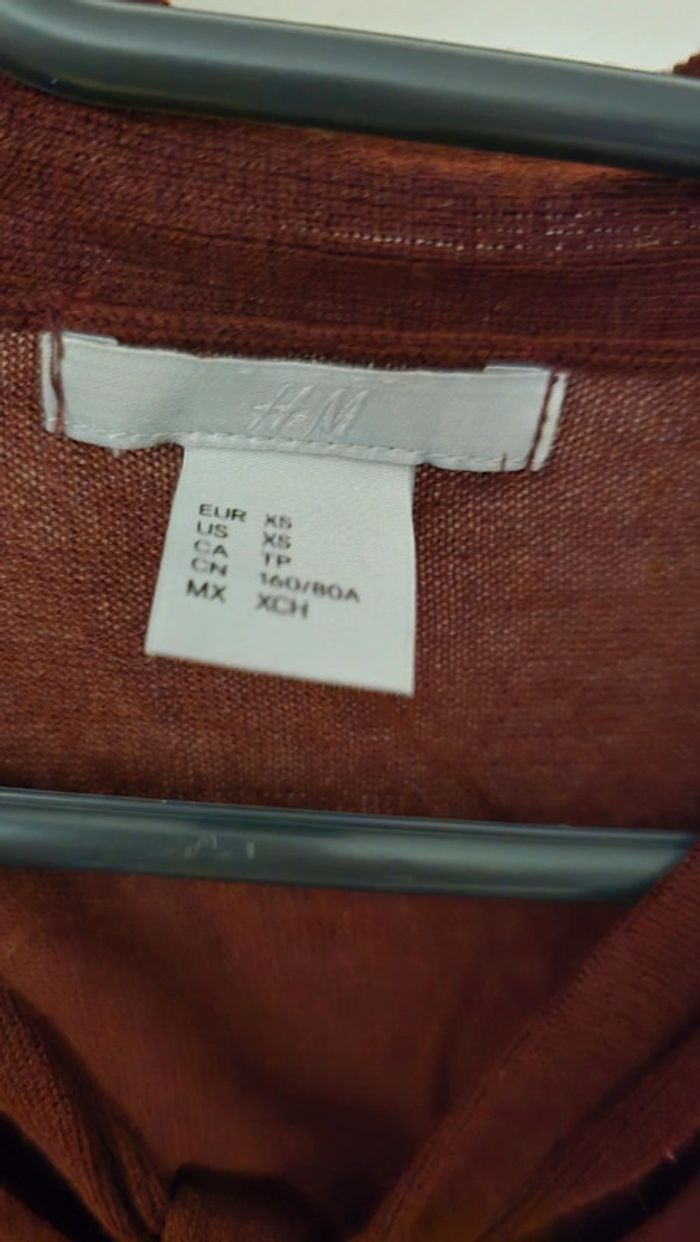 H&M
EUR XS
US XS
CA TP
CN 160/80A
MX XCH